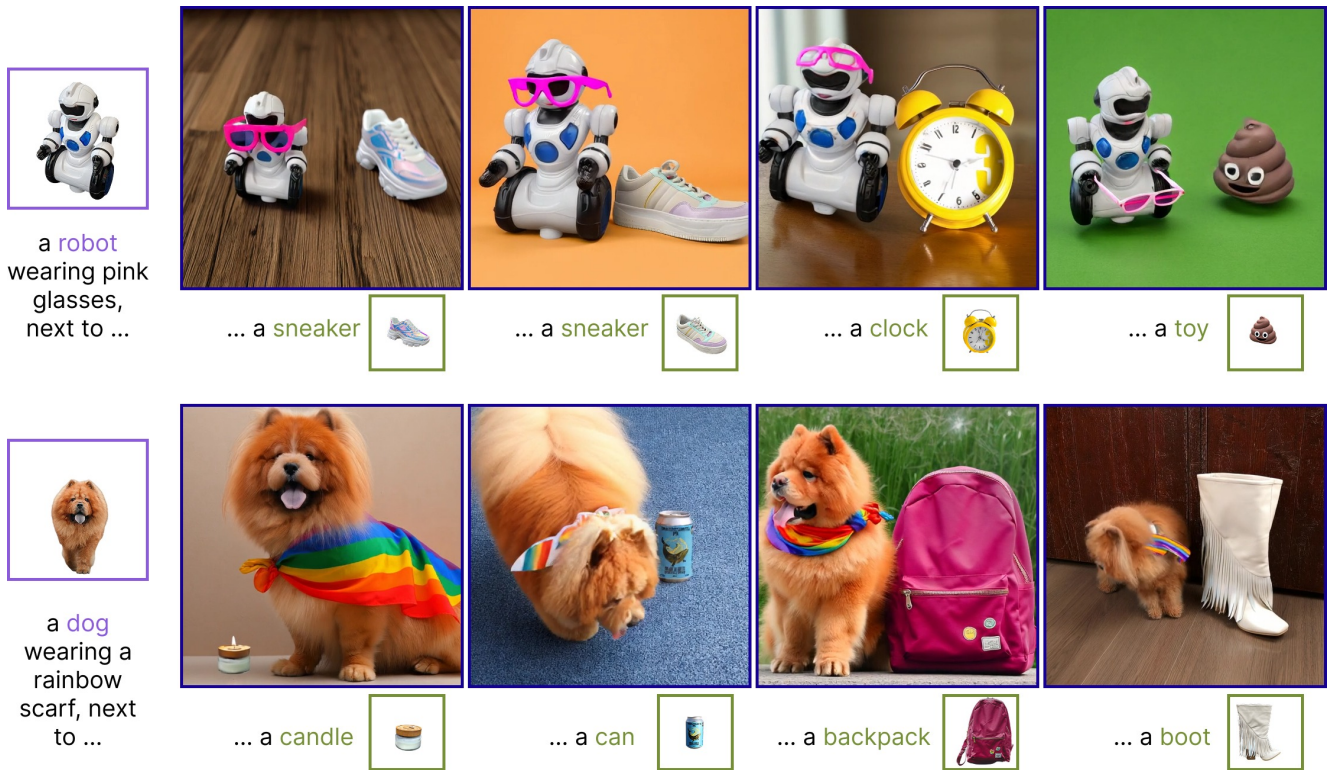 a robot
wearing pink
glasses,
next to ...
... a sneaker
... a sneaker
... a clock
... a toy
a dog
wearing a
rainbow
scarf, next
to ...
... a candle
... a can
... a backpack
... a boot